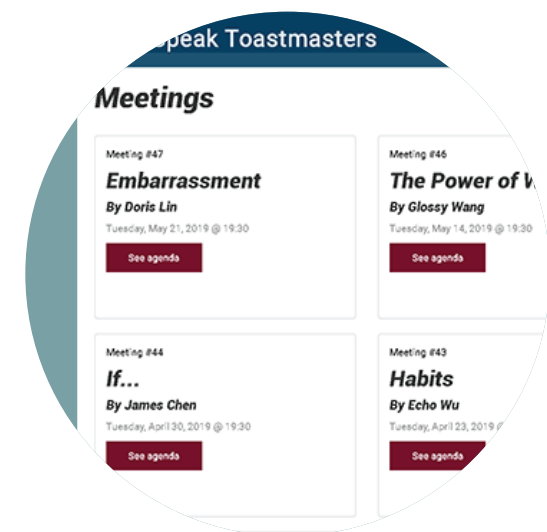 Speak Toastmasters
Meetings
Meeting #47
Embarrassment
By Doris Lin
Tuesday, May 21, 2019 @ 19:30
See agenda
Meeting #46
The Power of
By Glossy Wang
Tuesday, May 14, 2019 @ 19:30
See agenda
Meeting #44
If...
By James Chen
Tuesday, April 30, 2019 @ 19:30
See agenda
Meeting #43
Habits
By Echo Wu
Tuesday, April 23, 2019 @
See agenda